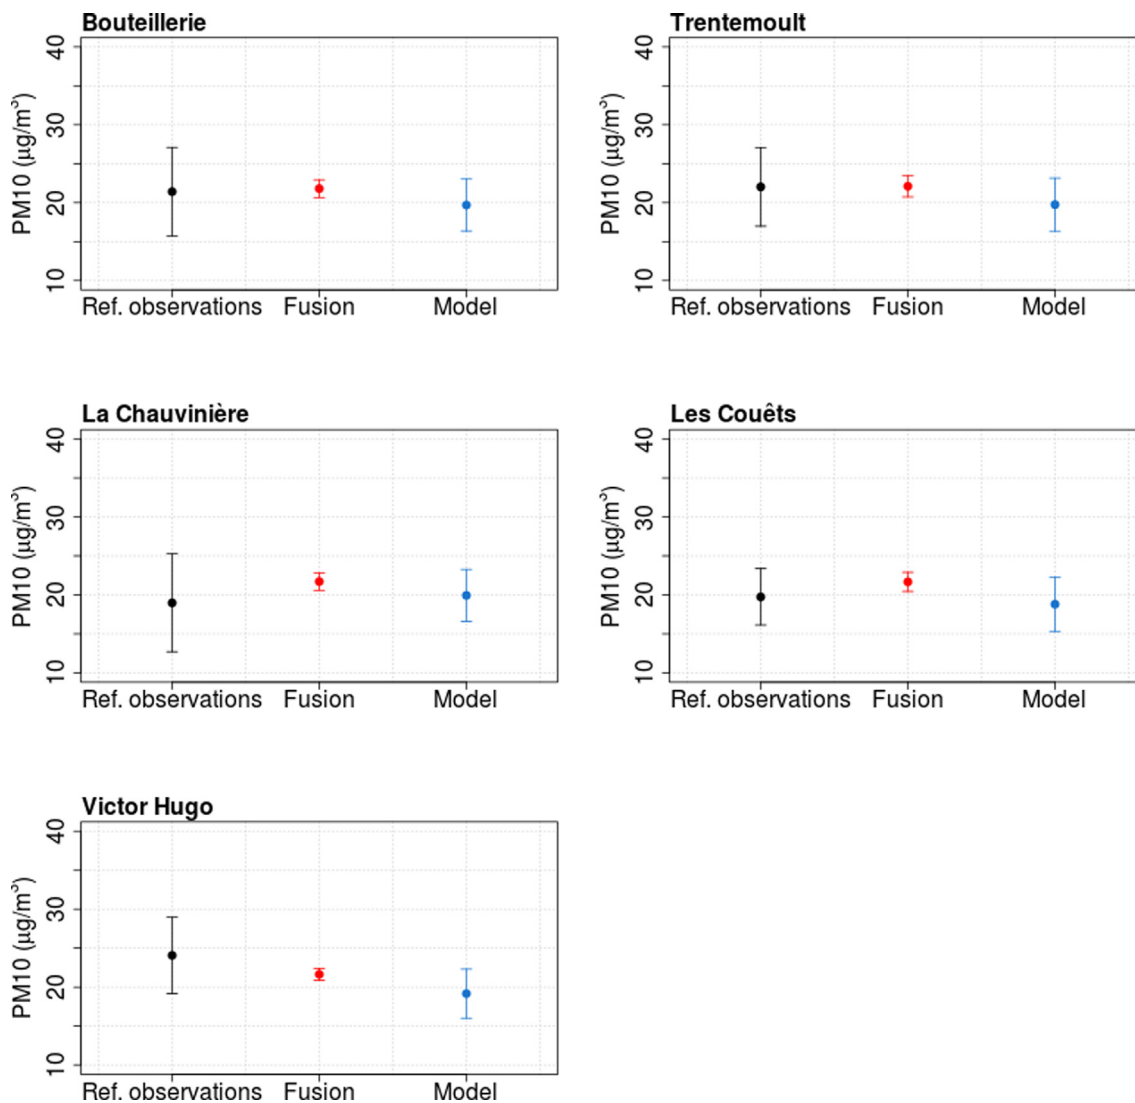 Bouteillerie
PM10 (µg/m³)
40
30
20
10
Ref. observations Fusion Model
Trentemoult
PM10 (µg/m³)
40
30
20
10
Ref. observations Fusion Model
La Chauvinière
PM10 (µg/m³)
40
30
20
10
Ref. observations Fusion Model
Les Couêts
PM10 (µg/m³)
40
30
20
10
Ref. observations Fusion Model
Victor Hugo
PM10 (µg/m³)
40
30
20
10
Ref. observations Fusion Model